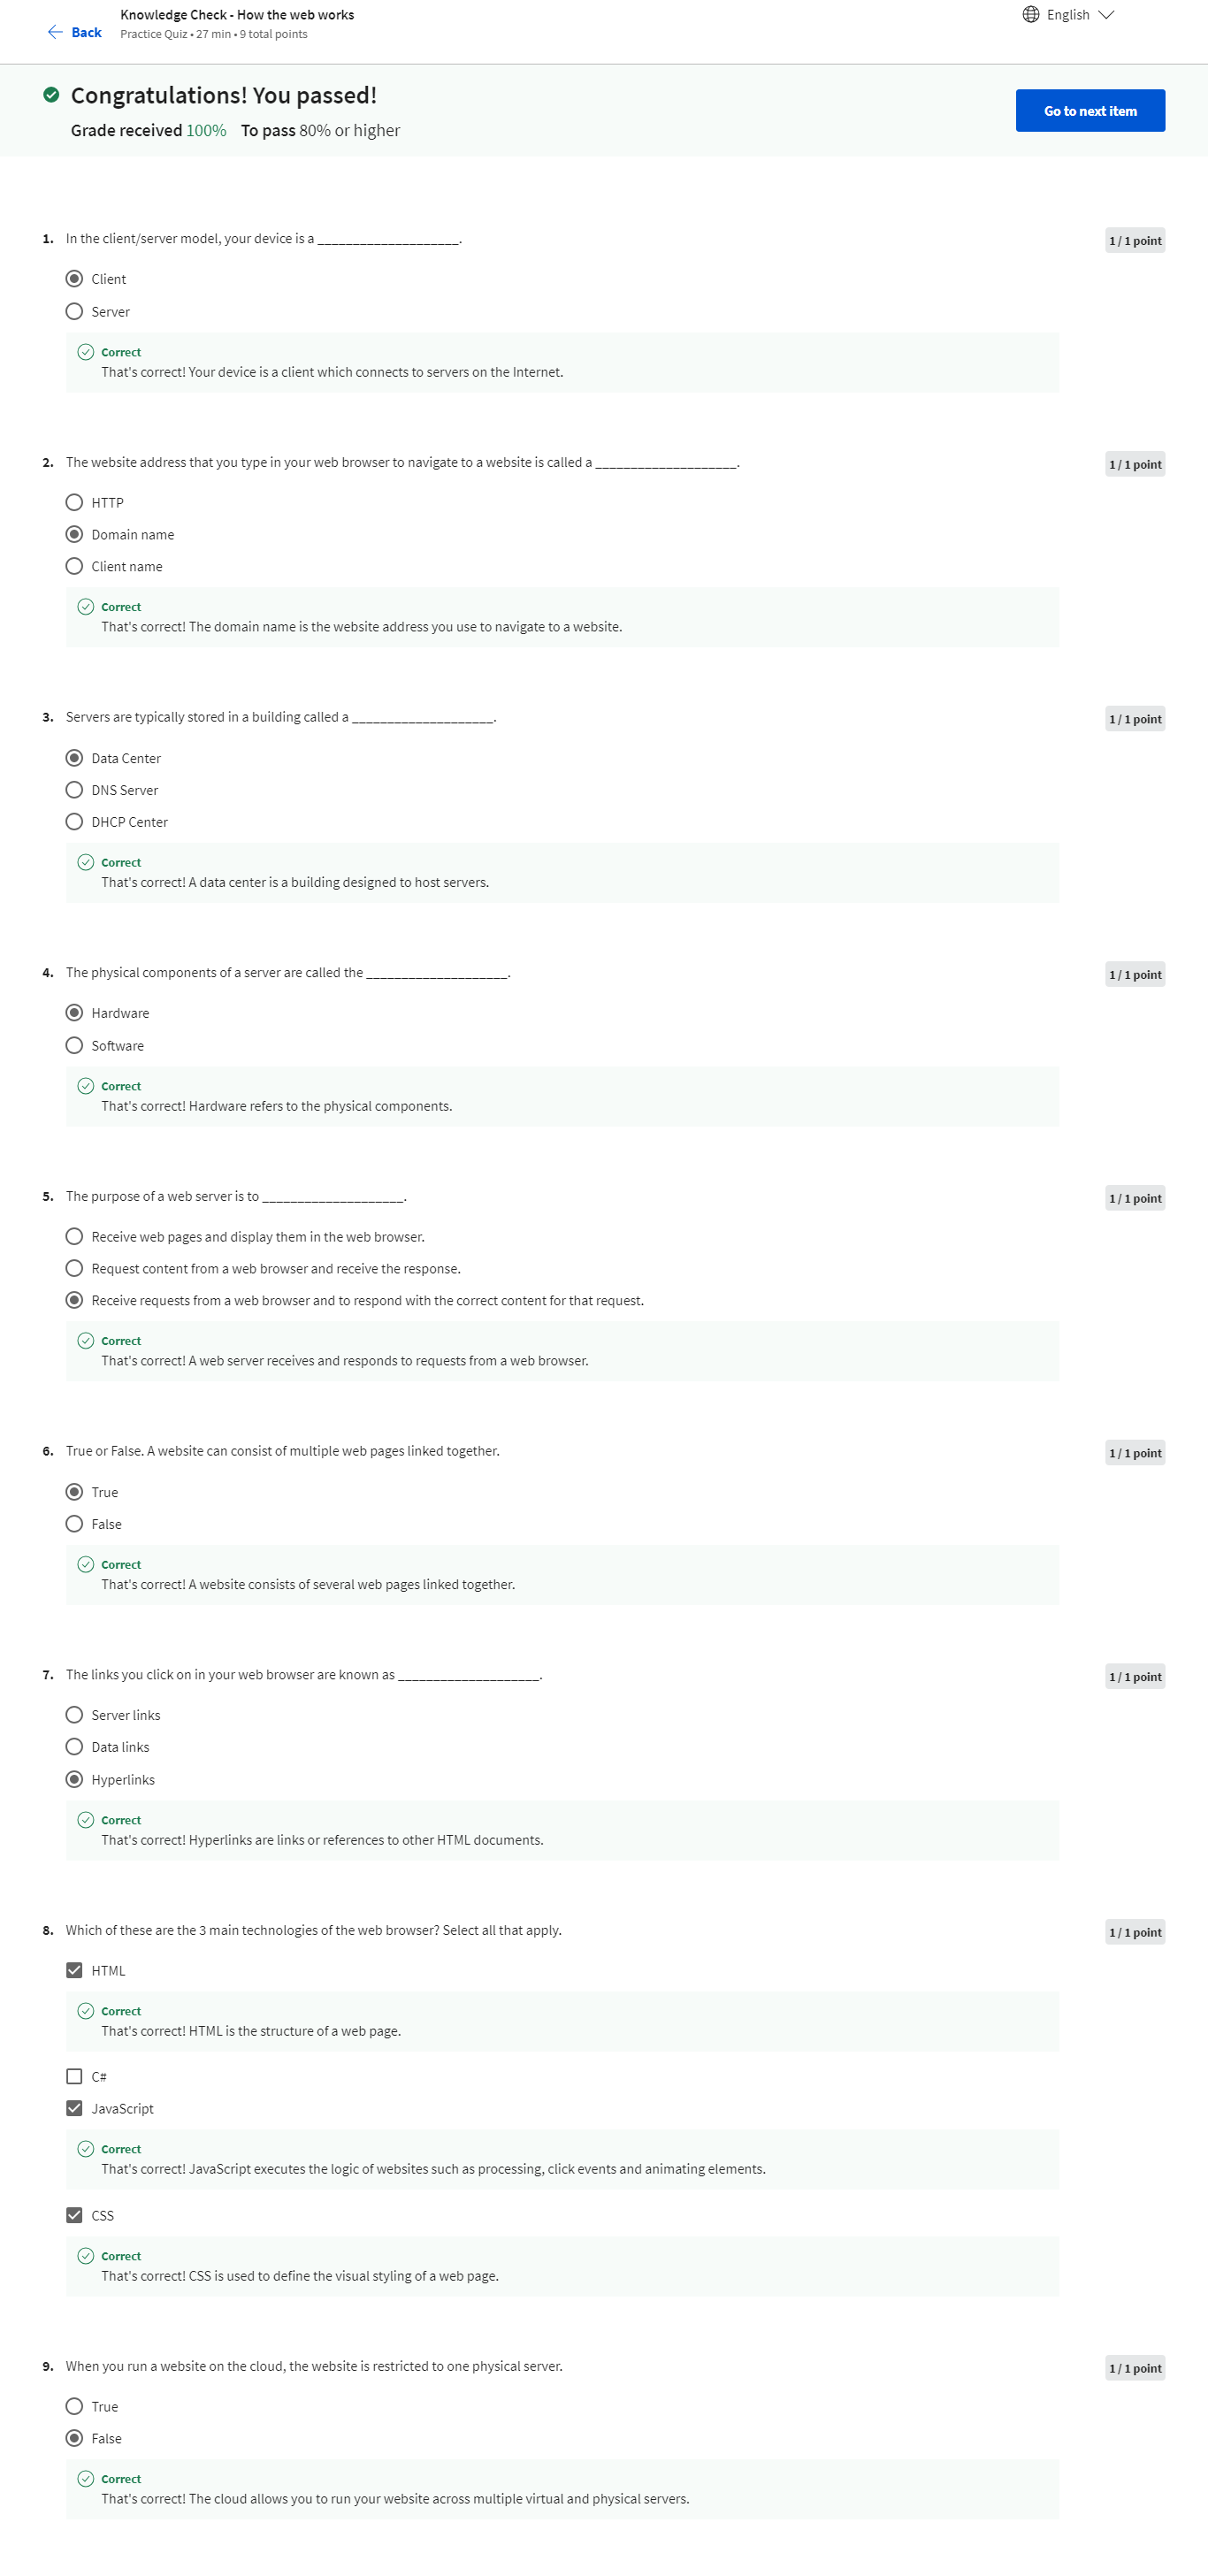 Back
Knowledge Check - How the web works
Practice Quiz • 27 min • 9 total points
English
Congratulations! You passed!
Grade received 100% To pass 80% or higher
Go to next item
1. In the client/server model, your device is a ____________________.
1 / 1 point
Client
Server
Correct
That's correct! Your device is a client which connects to servers on the Internet.
2. The website address that you type in your web browser to navigate to a website is called a ____________________.
1 / 1 point
HTTP
Domain name
Client name
Correct
That's correct! The domain name is the website address you use to navigate to a website.
3. Servers are typically stored in a building called a ____________________.
1 / 1 point
Data Center
DNS Server
DHCP Center
Correct
That's correct! A data center is a building designed to host servers.
4. The physical components of a server are called the ____________________.
1 / 1 point
Hardware
Software
Correct
That's correct! Hardware refers to the physical components.
5. The purpose of a web server is to ____________________.
1 / 1 point
Receive web pages and display them in the web browser.
Request content from a web browser and receive the response.
Receive requests from a web browser and to respond with the correct content for that request.
Correct
That's correct! A web server receives and responds to requests from a web browser.
6. True or False. A website can consist of multiple web pages linked together.
1 / 1 point
True
False
Correct
That's correct! A website consists of several web pages linked together.
7. The links you click on in your web browser are known as ____________________.
1 / 1 point
Server links
Data links
Hyperlinks
Correct
That's correct! Hyperlinks are links or references to other HTML documents.
8. Which of these are the 3 main technologies of the web browser? Select all that apply.
1 / 1 point
HTML
Correct
That's correct! HTML is the structure of a web page.
C#
JavaScript
Correct
That's correct! JavaScript executes the logic of websites such as processing, click events and animating elements.
CSS
Correct
That's correct! CSS is used to define the visual styling of a web page.
9. When you run a website on the cloud, the website is restricted to one physical server.
1 / 1 point
True
False
Correct
That's correct! The cloud allows you to run your website across multiple virtual and physical servers.